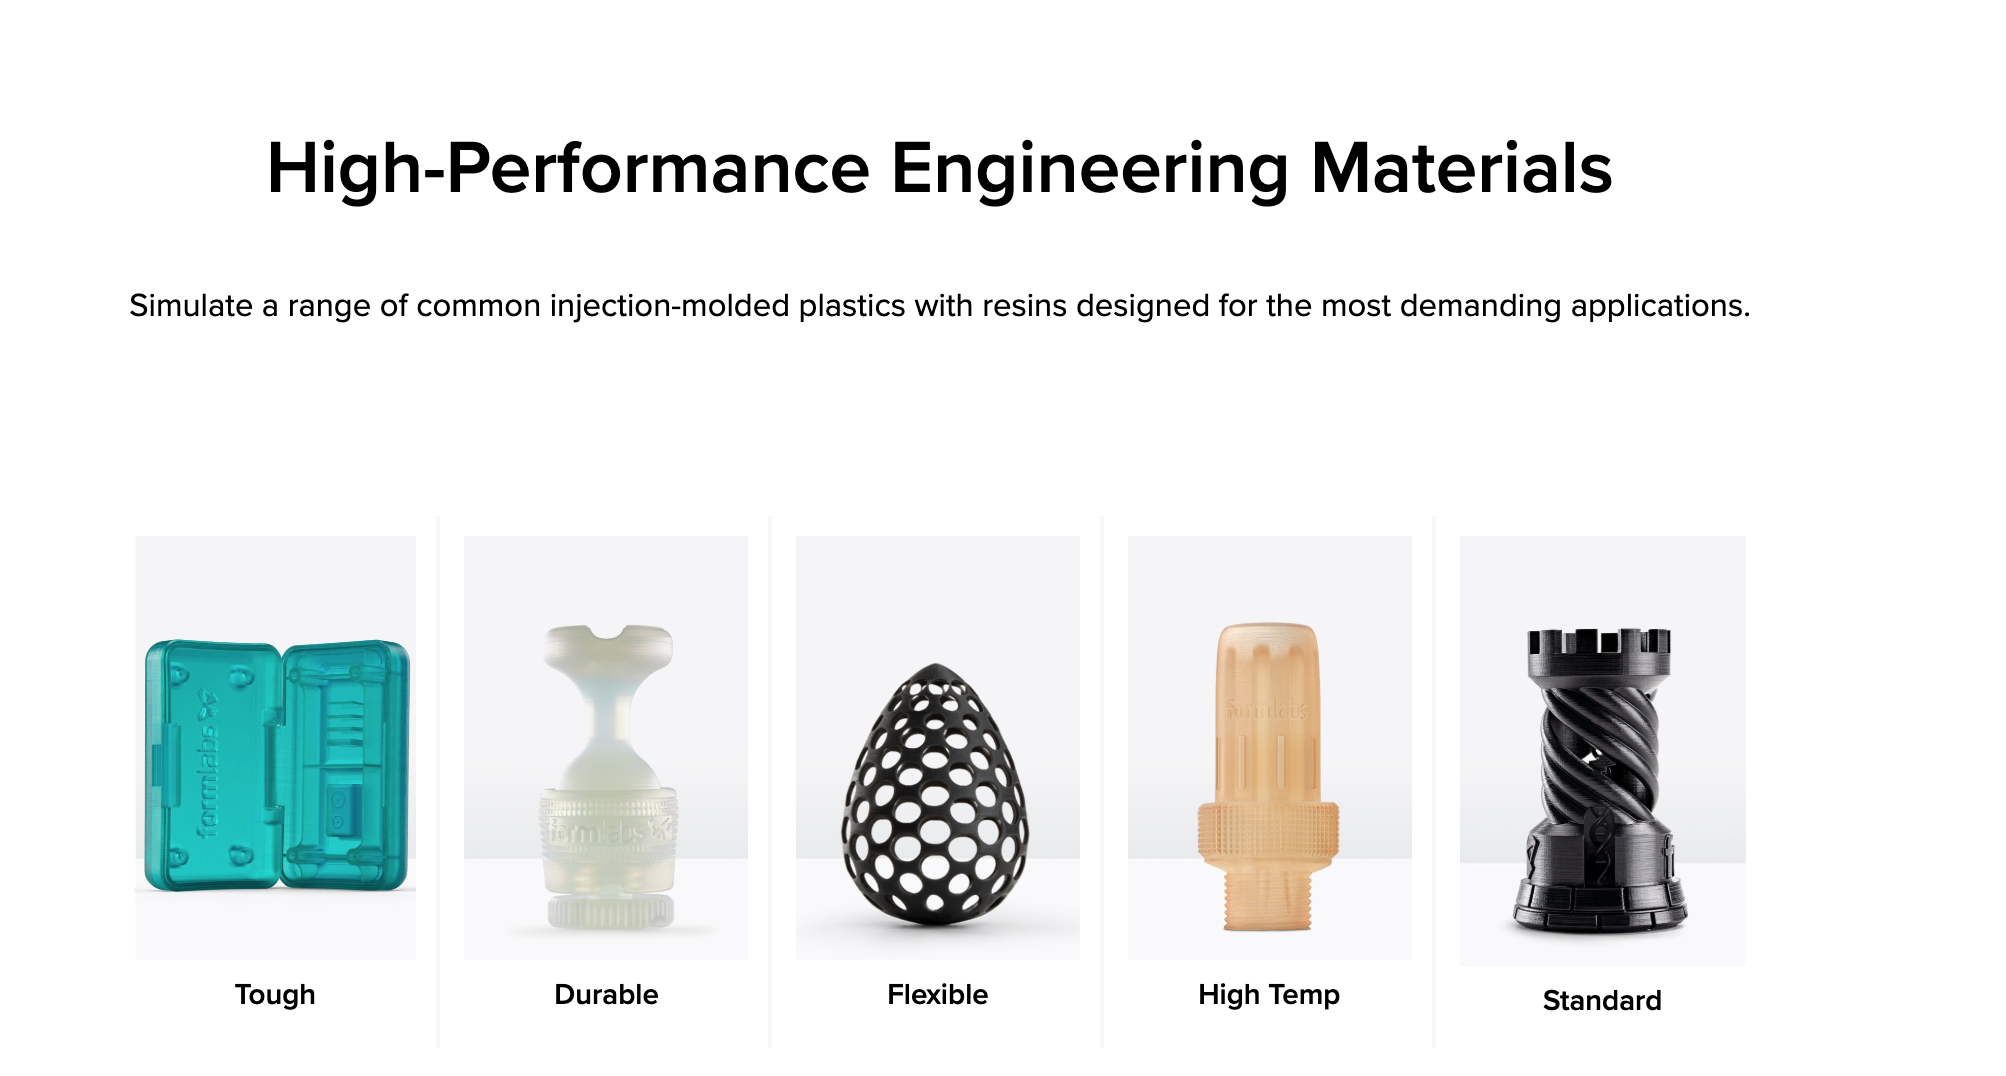 High-Performance Engineering Materials
Simulate a range of common injection-molded plastics with resins designed for the most demanding applications.
formlabs
formlabs
formlabs
Tough
Durable
Flexible
High Temp
Standard